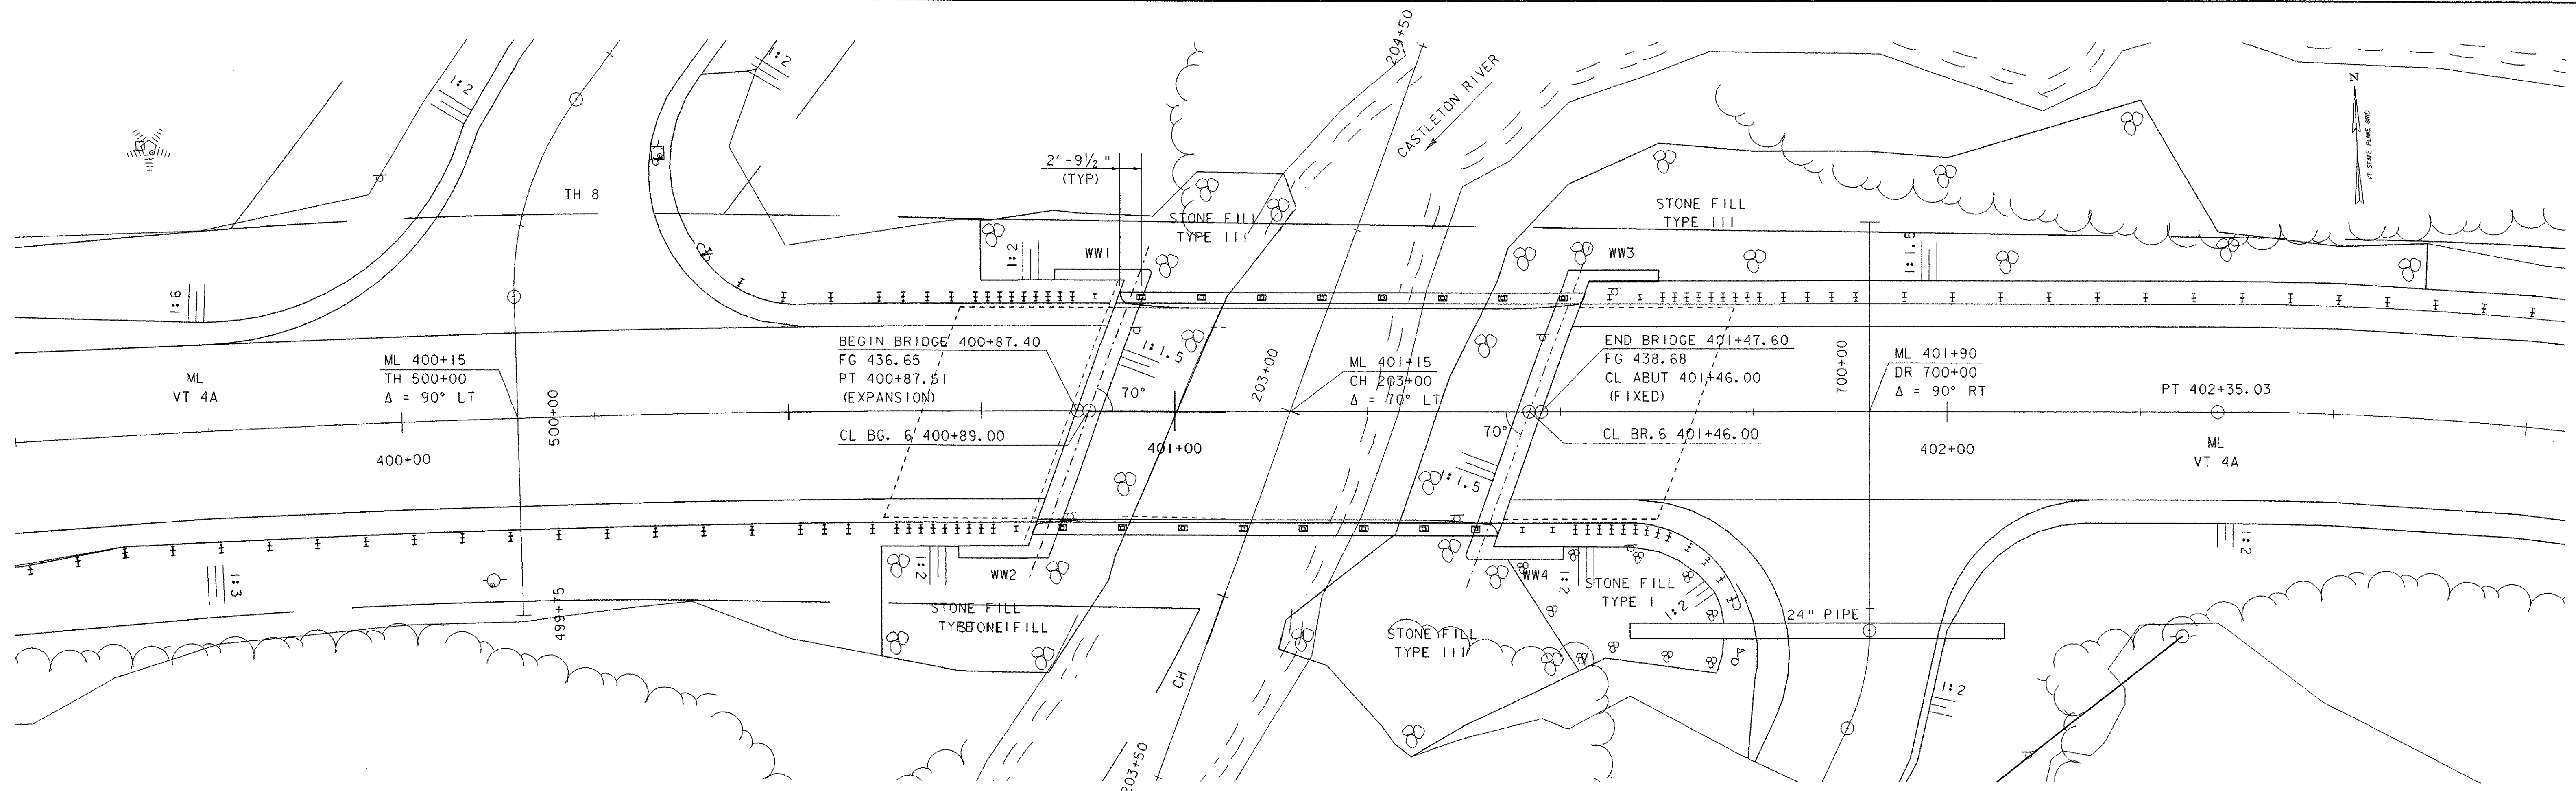 204+50
CASTLETON RIVER
1:2
1:2
N
VT STATE PLANE GRID
2'-9½"
(TYP)
TH 8
STONE FILL
TYPE III
STONE FILL
TYPE III
1:2
WW1
WW3
1:1.5
1:6
BEGIN BRIDGE 400+87.40
FG 436.65
PT 400+87.51
(EXPANSION)
1:1.5
70°
203+00
ML 401+15
CH 203+00
Δ = 70° LT
END BRIDGE 401+47.60
FG 438.68
CL ABUT 401+46.00
(FIXED)
700+00
ML 401+90
DR 700+00
Δ = 90° RT
PT 402+35.03
ML 400+15
TH 500+00
Δ = 90° LT
ML
VT 4A
500+00
CL BG. 6 400+89.00
70°
CL BR.6 401+46.00
400+00
401+00
402+00
ML
VT 4A
1:1.5
1:3
1:2
WW2
WW4
1:2
STONE FILL
TYPE I
1:2
1:2
499+75
STONE FILL
TYPE III
STONE FILL
STONE FILL
TYPE III
24" PIPE
CH
1:2
203+50